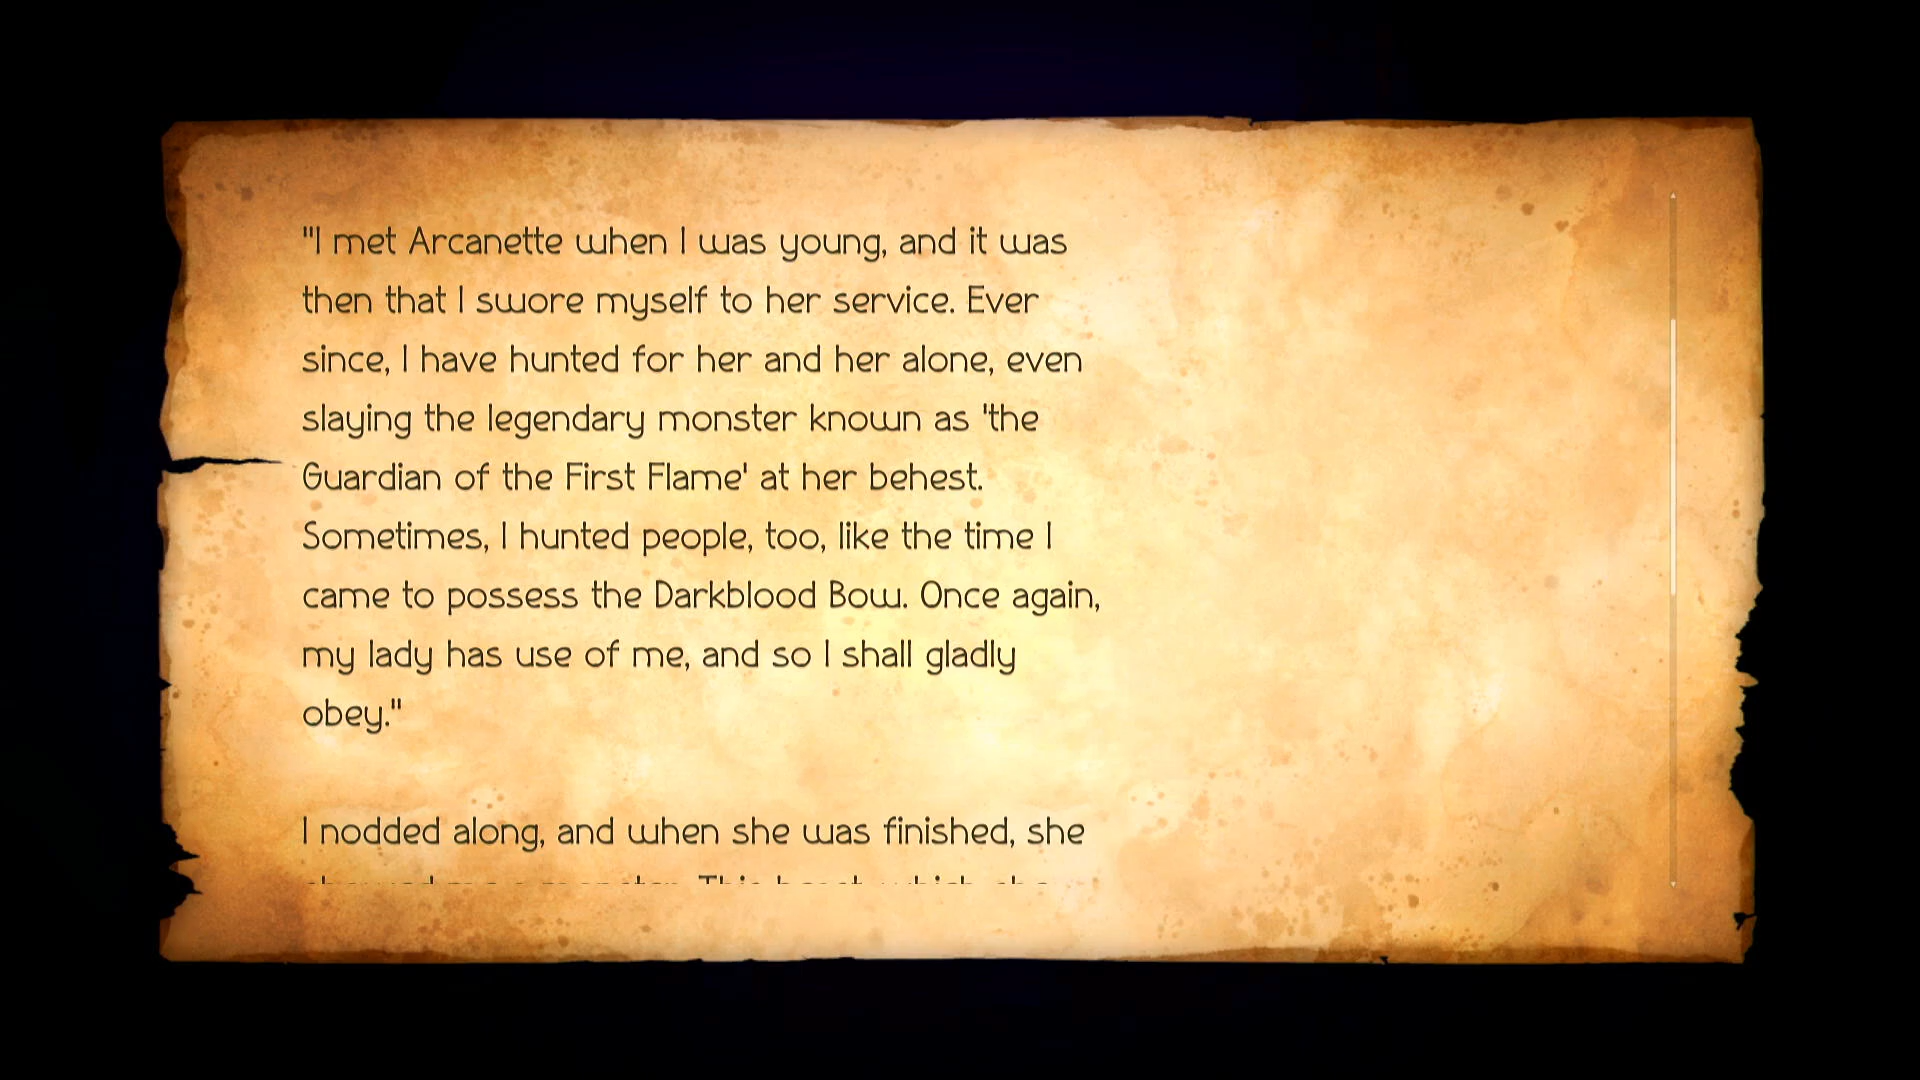 "I met Arcanette when I was young, and it was
then that I swore myself to her service. Ever
since, I have hunted for her and her alone, even
slaying the legendary monster known as 'the
Guardian of the First Flame' at her behest.
Sometimes, I hunted people, too, like the time I
came to possess the Darkblood Bow. Once again,
my lady has use of me, and so I shall gladly
obey."
I nodded along, and when she was finished, she